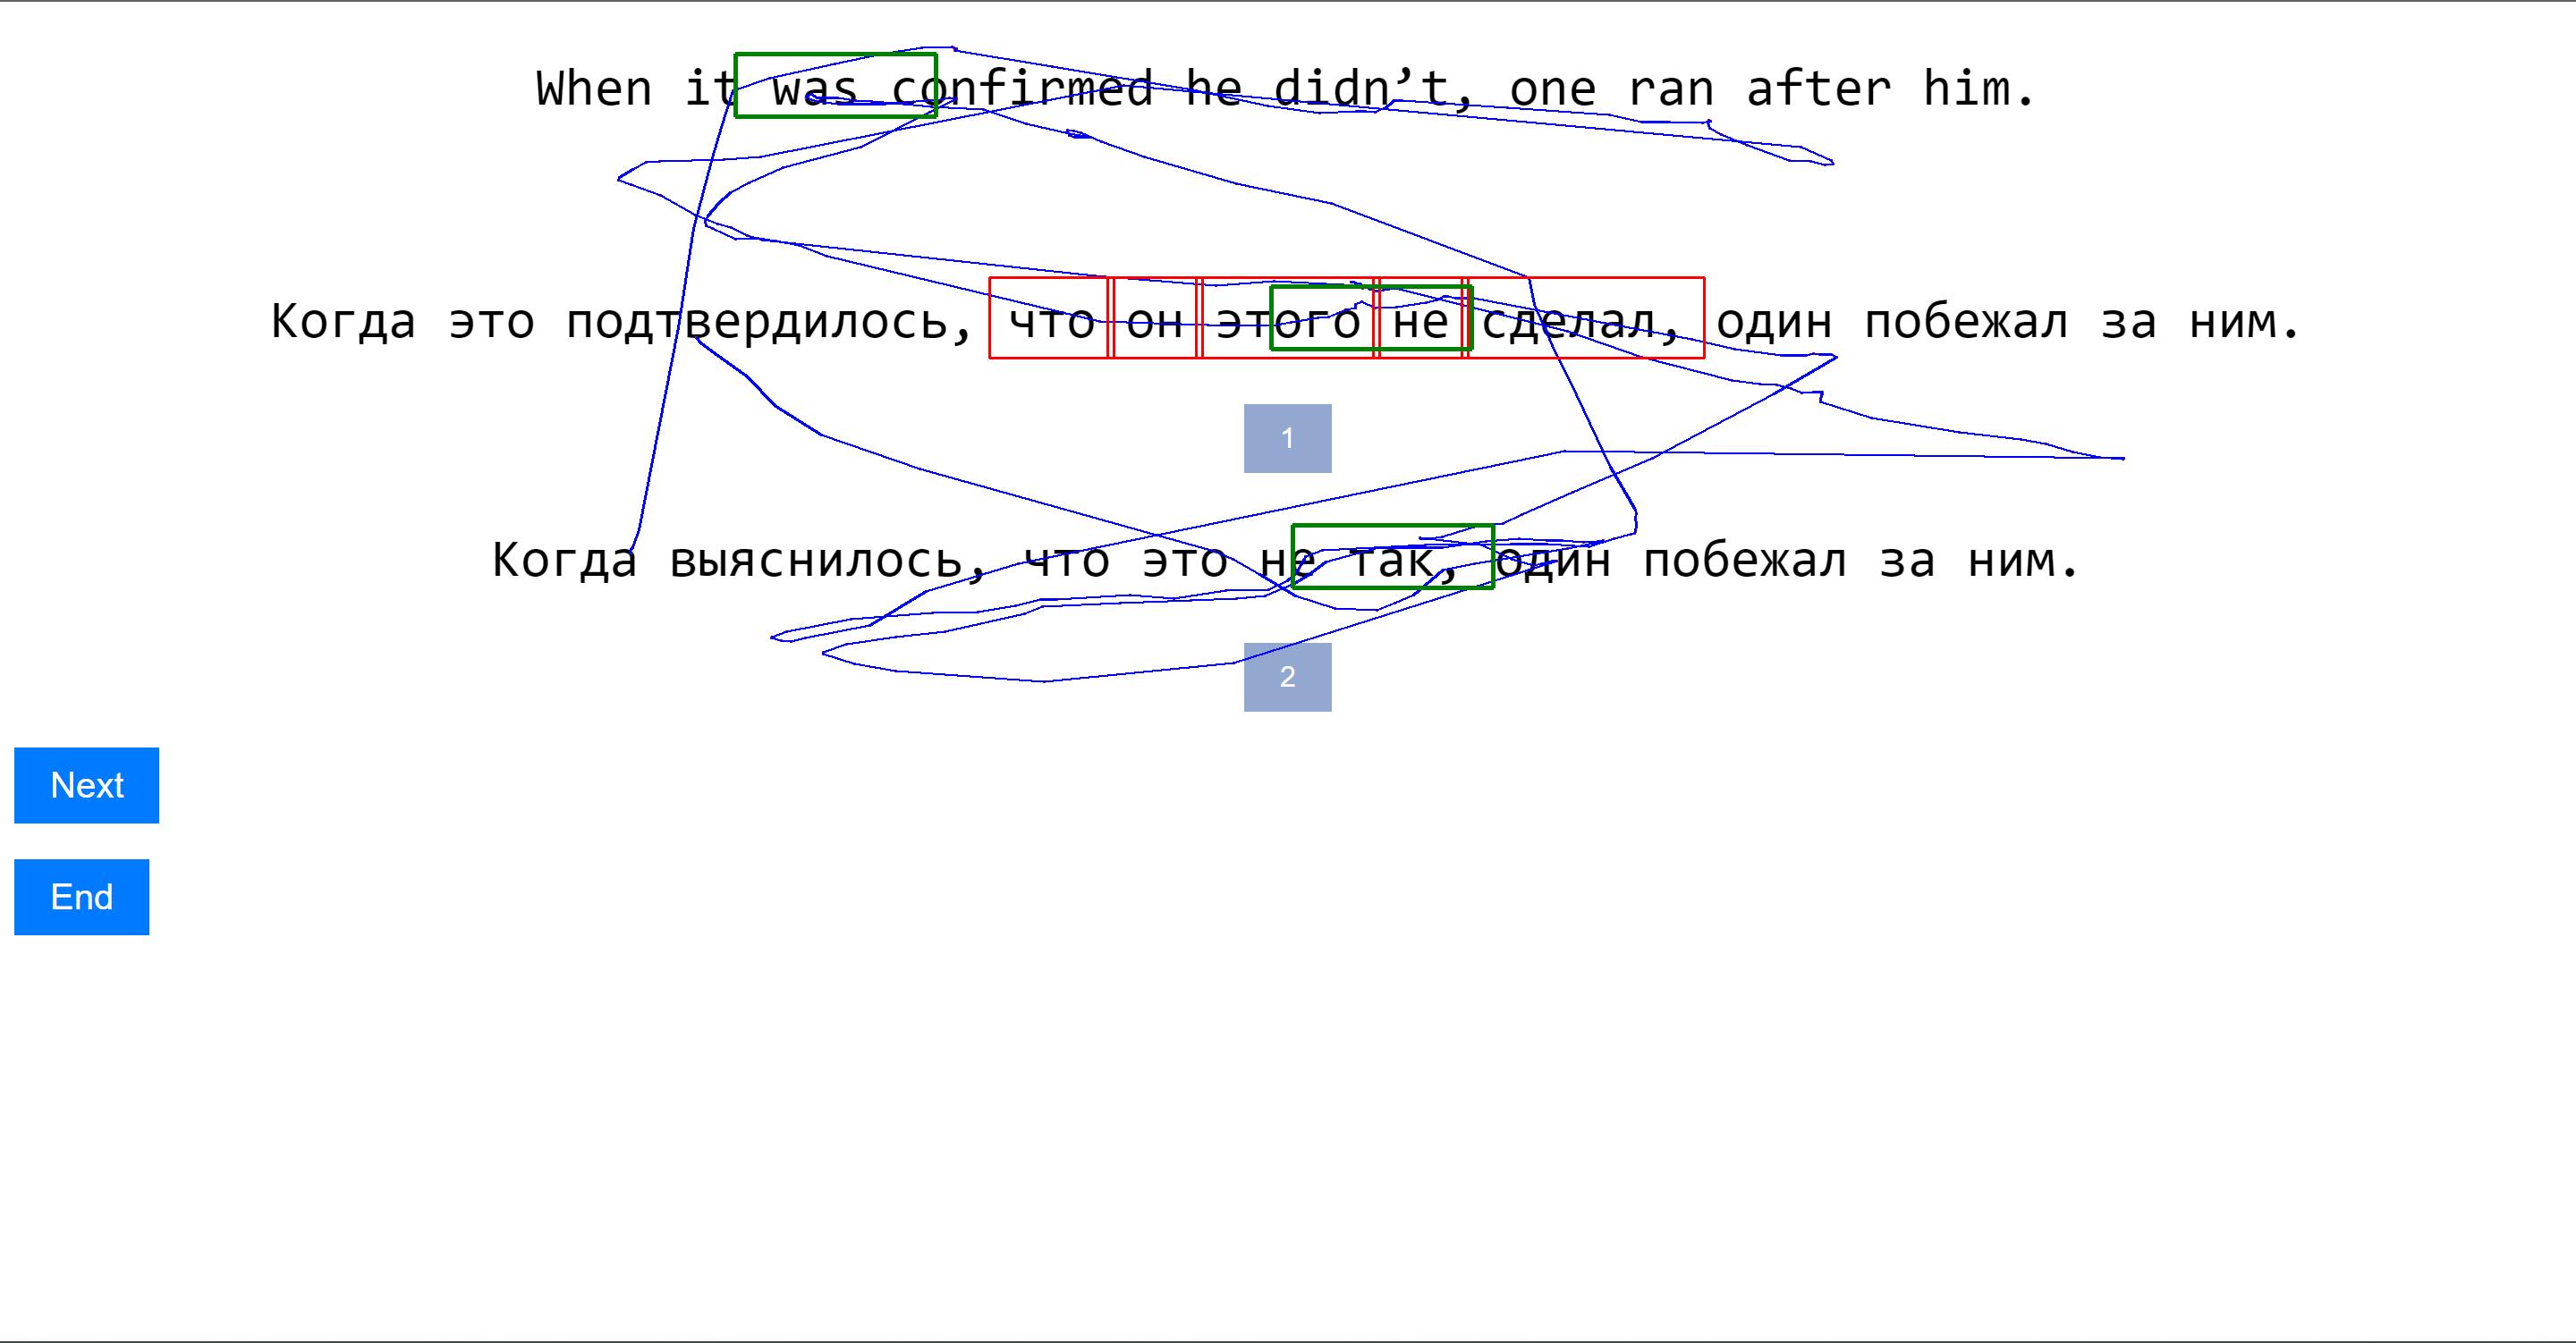 When it was confirmed he didn’t, one ran after him.
Когда это подтвердилось, что он этого не сделал, один побежал за ним.
1
Когда выяснилось, что это не так, один побежал за ним.
2
Next
End